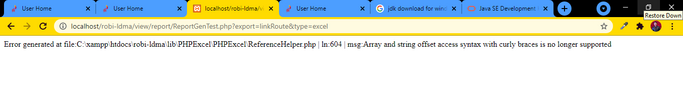 User Home
User Home
localhost/robi-ldma/vi
User Home
jdk download for wind
Java SE Development
Restore Down
localhost/robi-ldma/view/report/ReportGenTest.php?export=linkRoute&type=excel
Error generated at file:C:\xampp\htdocs\robi-ldma\lib\PHPExcel\PHPExcel\ReferenceHelper.php | ln:604 | msg:Array and string offset access syntax with curly braces is no longer supported